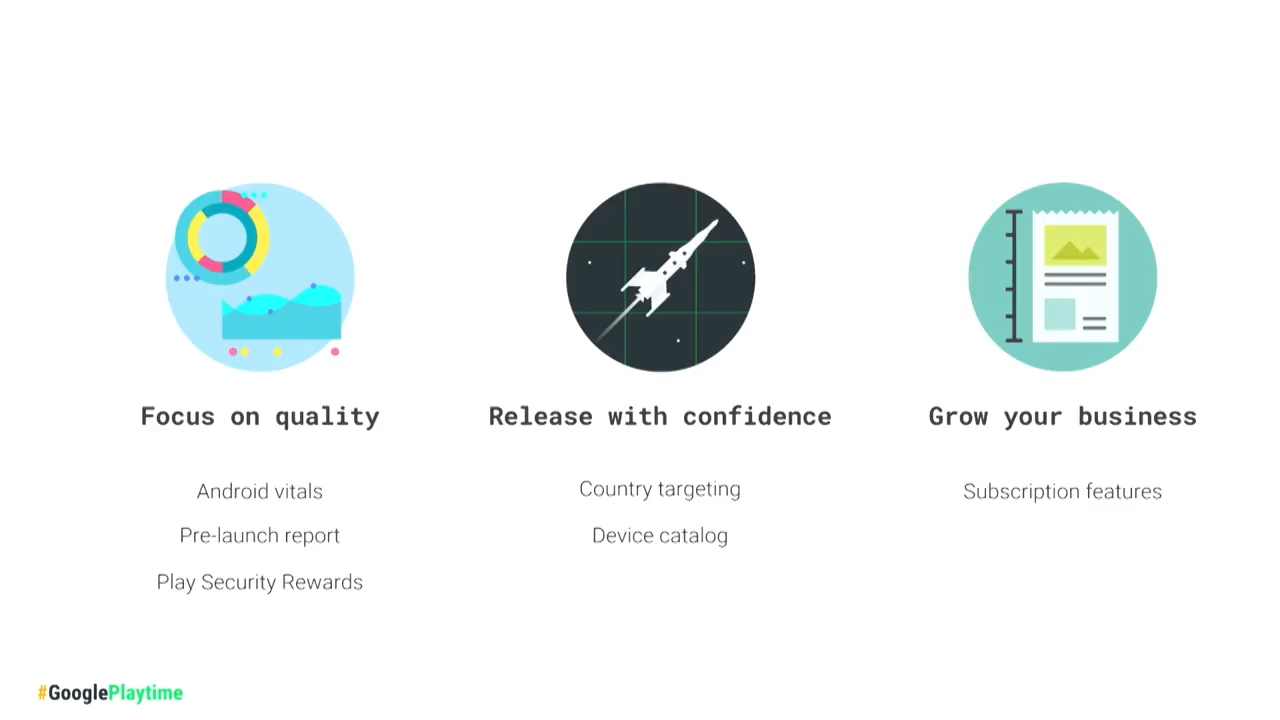 Focus on quality
Android vitals
Pre-launch report
Play Security Rewards
Release with confidence
Country targeting
Device catalog
Grow your business
Subscription features
#GooglePlaytime